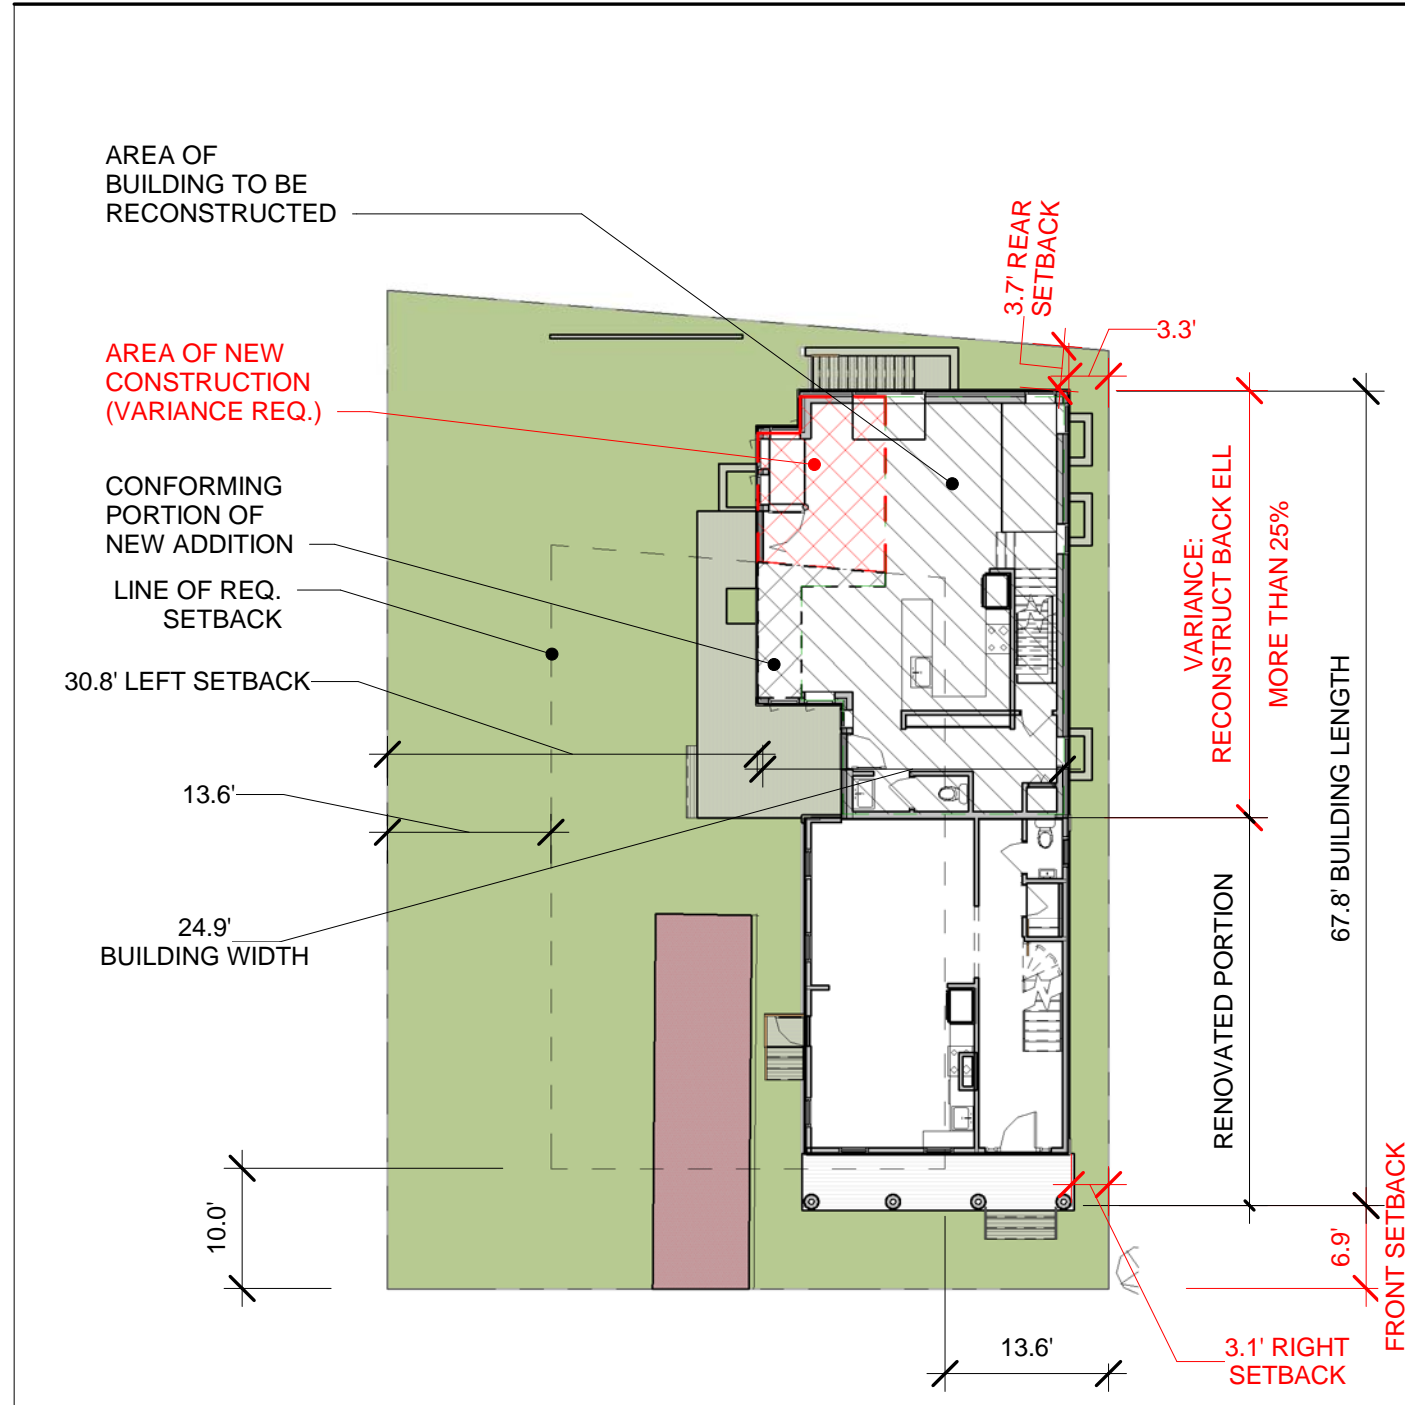 AREA OF
BUILDING TO BE
RECONSTRUCTED
3.7' REAR
SETBACK
3.3'
AREA OF NEW
CONSTRUCTION
(VARIANCE REQ.)
CONFORMING
PORTION OF
NEW ADDITION
LINE OF REQ.
SETBACK
30.8' LEFT SETBACK
13.6'
24.9'
BUILDING WIDTH
VARIANCE:
RECONSTRUCT BACK ELL
MORE THAN 25%
67.8' BUILDING LENGTH
RENOVATED PORTION
10.0'
6.9'
FRONT SETBACK
13.6'
3.1' RIGHT
SETBACK